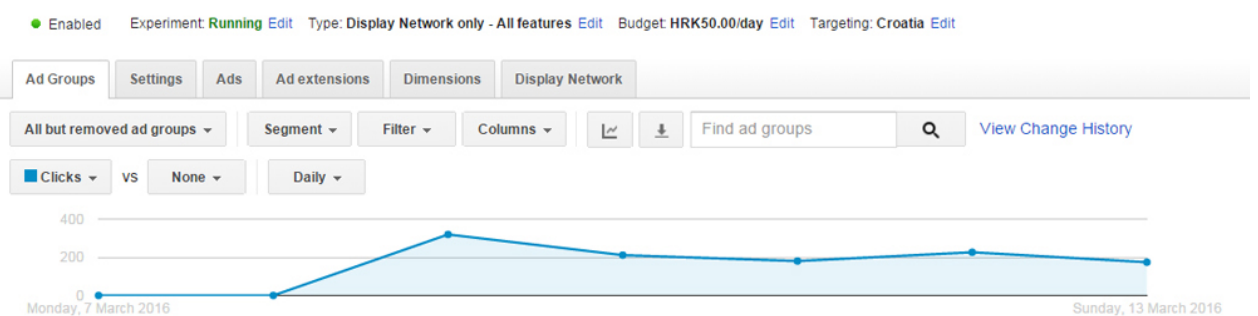 Enabled Experiment: Running Edit Type: Display Network only - All features Edit Budget: HRK50.00/day Edit Targeting: Croatia Edit
Ad Groups Settings Ads Ad extensions Dimensions Display Network
All but removed ad groups Segment Filter Columns Find ad groups View Change History
Clicks VS None Daily
400
200
0
Monday, 7 March 2016 Sunday, 13 March 2016